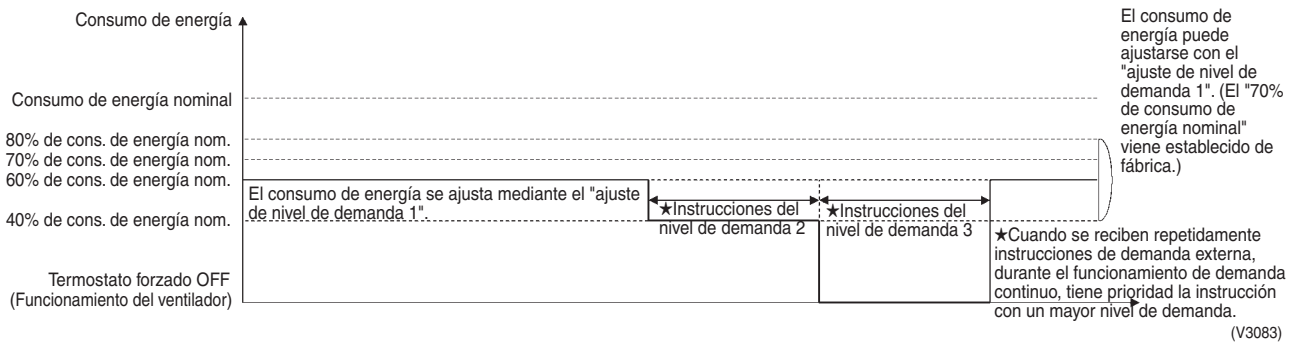 Consumo de energía
El consumo de
energía puede
ajustarse con el
"ajuste de nivel de
demanda 1". (El "70%
de consumo de
energía nominal"
viene establecido de
fábrica.)
Consumo de energía nominal
80% de cons. de energía nom.
70% de cons. de energía nom.
60% de cons. de energía nom.
40% de cons. de energía nom.
El consumo de energía se ajusta mediante el "ajuste
de nivel de demanda 1".
★Instrucciones del
nivel de demanda 2
★Instrucciones del
nivel de demanda 3
★Cuando se reciben repetidamente
instrucciones de demanda externa,
durante el funcionamiento de demanda
continuo, tiene prioridad la instrucción
con un mayor nivel de demanda.
Termostato forzado OFF
(Funcionamiento del ventilador)
(V3083)